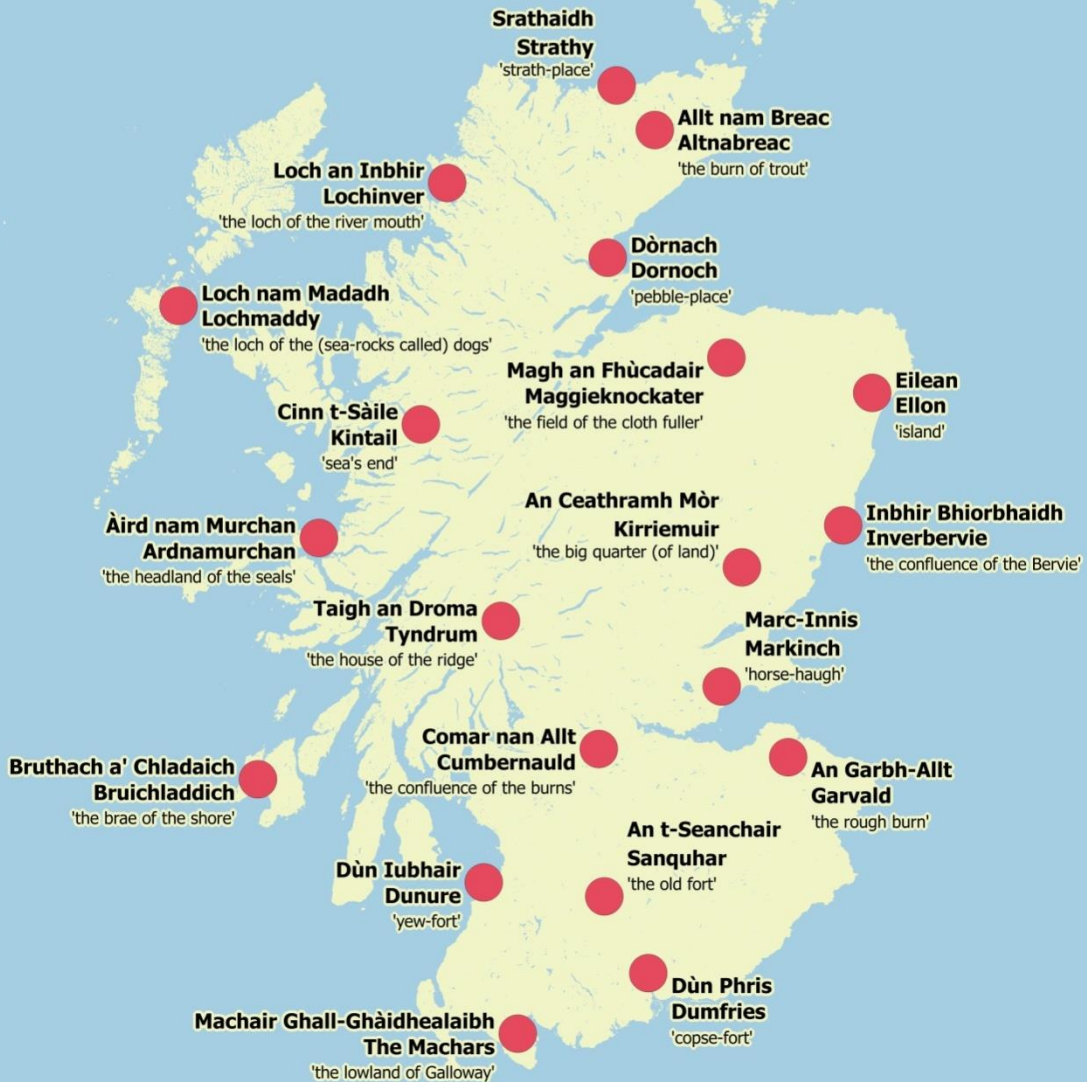 Srathaidh
Strathy
'strath-place'
Allt nam Breac
Altnabreac
'the burn of trout'
Loch an Inbhir
Lochinver
'the loch of the river mouth'
Dòrnach
Dornoch
'pebble-place'
Loch nam Madadh
Lochmaddy
'the loch of the (sea-rocks called) dogs'
Magh an Fhùcadair
Maggieknockater
'the field of the cloth fuller'
Eilean
Ellon
'island'
Cinn t-Sàile
Kintail
'sea's end'
An Ceathramh Mòr
Kirriemuir
'the big quarter (of land)'
Inbhir Bhiorbhaidh
Inverbervie
'the confluence of the Bervie'
Àird nam Murchan
Ardnamurchan
'the headland of the seals'
Taigh an Droma
Tyndrum
'the house of the ridge'
Marc-Innis
Markinch
'horse-haugh'
Comar nan Allt
Cumbernauld
'the confluence of the burns'
Bruthach a' Chladaich
Bruichladdich
'the brae of the shore'
An Garbh-Allt
Garvald
'the rough burn'
An t-Seanchair
Sanquhar
'the old fort'
Dùn Iubhair
Dunure
'yew-fort'
Dùn Phris
Dumfries
'copse-fort'
Machair Ghall-Ghàidhealaibh
The Machars
'the lowland of Galloway'